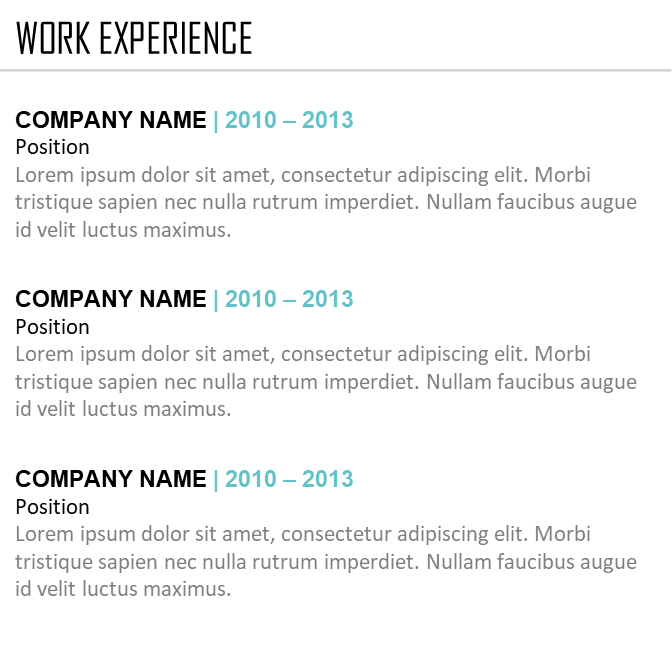 WORK EXPERIENCE
COMPANY NAME | 2010 – 2013
Position
Lorem ipsum dolor sit amet, consectetur adipiscing elit. Morbi
tristique sapien nec nulla rutrum imperdiet. Nullam faucibus augue
id velit luctus maximus.
COMPANY NAME | 2010 – 2013
Position
Lorem ipsum dolor sit amet, consectetur adipiscing elit. Morbi
tristique sapien nec nulla rutrum imperdiet. Nullam faucibus augue
id velit luctus maximus.
COMPANY NAME | 2010 – 2013
Position
Lorem ipsum dolor sit amet, consectetur adipiscing elit. Morbi
tristique sapien nec nulla rutrum imperdiet. Nullam faucibus augue
id velit luctus maximus.